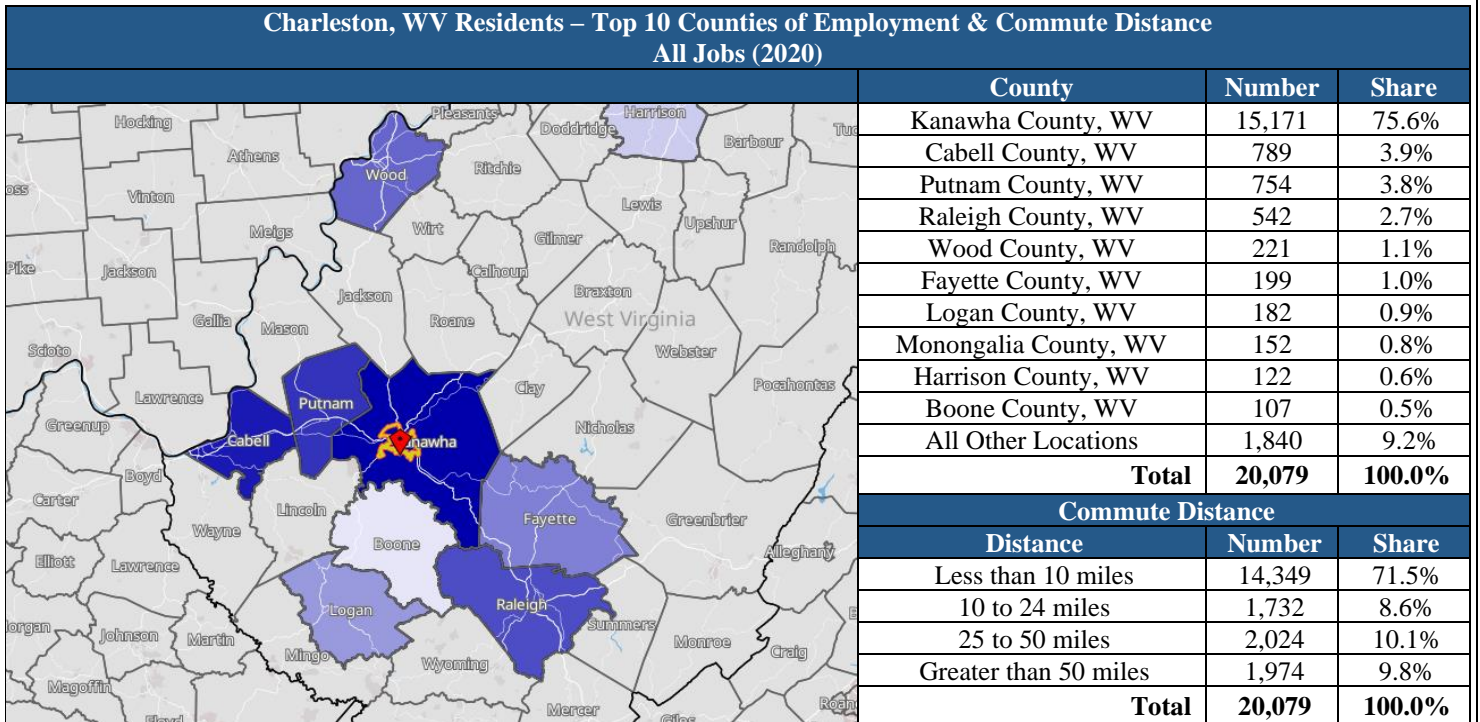 Charleston, WV Residents – Top 10 Counties of Employment & Commute Distance
All Jobs (2020)
County Number Share
Kanawha County, WV 15,171 75.6%
Cabell County, WV 789 3.9%
Putnam County, WV 754 3.8%
Raleigh County, WV 542 2.7%
Wood County, WV 221 1.1%
Fayette County, WV 199 1.0%
Logan County, WV 182 0.9%
Monongalia County, WV 152 0.8%
Harrison County, WV 122 0.6%
Boone County, WV 107 0.5%
All Other Locations 1,840 9.2%
Total 20,079 100.0%
Commute Distance
Distance Number Share
Less than 10 miles 14,349 71.5%
10 to 24 miles 1,732 8.6%
25 to 50 miles 2,024 10.1%
Greater than 50 miles 1,974 9.8%
Total 20,079 100.0%
Hocking
Pleasants
Doddridge
Harrison
Barbour
Athens
Wood
Ritchie
Vinton
Lewis
Upshur
Meigs
Wirt
Gilmer
Randolph
Pike
Jackson
Calhoun
Jackson
Braxton
Gallia
Mason
Roane
West Virginia
Scioto
Webster
Clay
Pocahontas
Lawrence
Putnam
Greenup
Cabell
nawha
Nicholas
Boyd
Carter
Lincoln
Wayne
Fayette
Greenbrier
Boone
Alleghany
Elliott
Lawrence
Logan
Raleigh
Summers
Johnson
Martin
Mingo
Wyoming
Monroe
Craig
Magoffin
Mercer